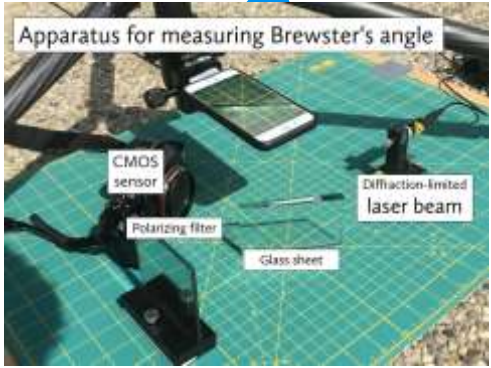 Apparatus for measuring Brewster's angle
CMOS
sensor
Diffraction-limited
laser beam
Polarizing filter
Glass sheet